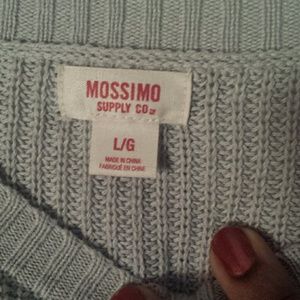 MOSSIMO
SUPPLY CO.
L/G
MADE IN CHINA
FABRIQUÉ EN CHINE